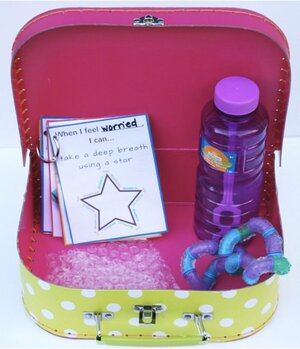 When I feel worried,
I can...
take a deep breath
using a star